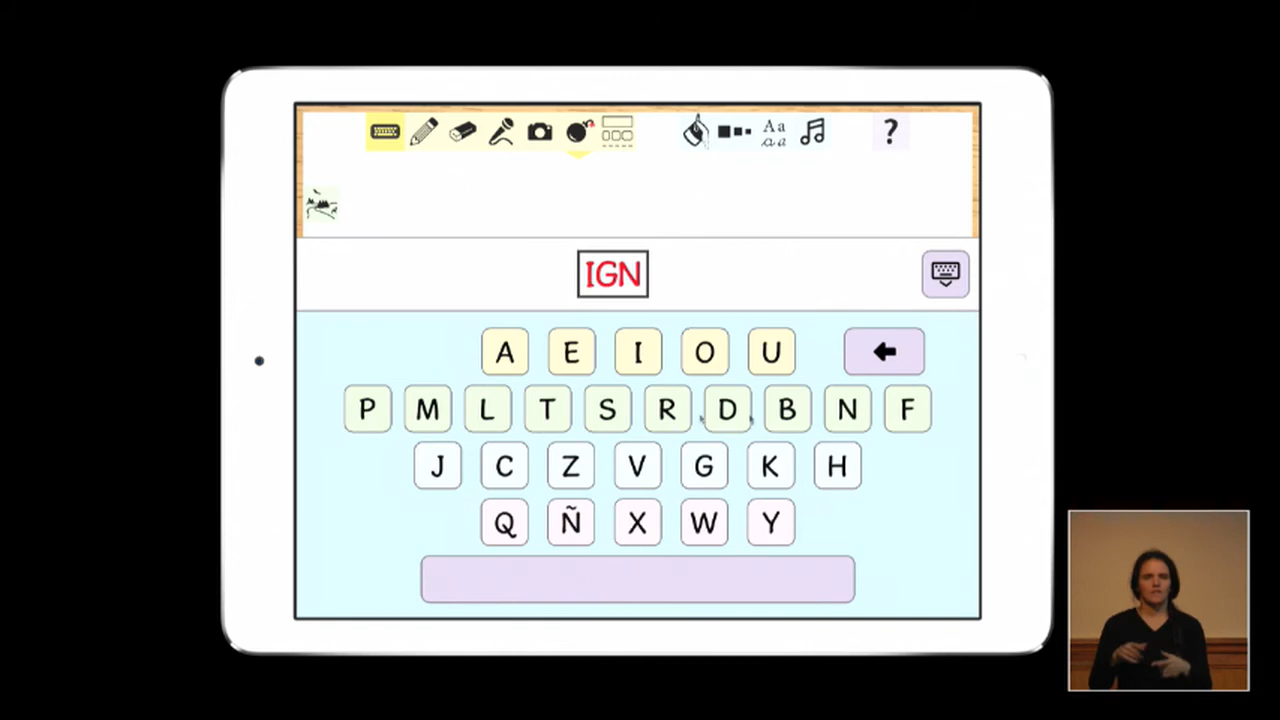 Aa ?
aa
IGN
A E I O U
P M L T S R D B N F
J C Z V G K H
Q Ñ X W Y